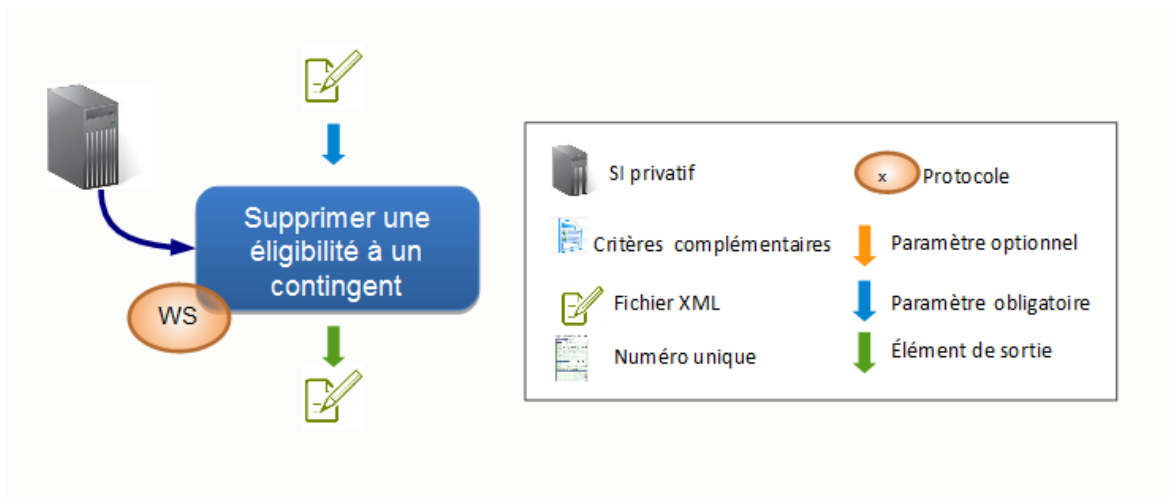 Supprimer une
éligibilité à un
contingent
WS
SI privatif
x Protocole
Critères complémentaires
Paramètre optionnel
Fichier XML
Paramètre obligatoire
Numéro unique
Élément de sortie